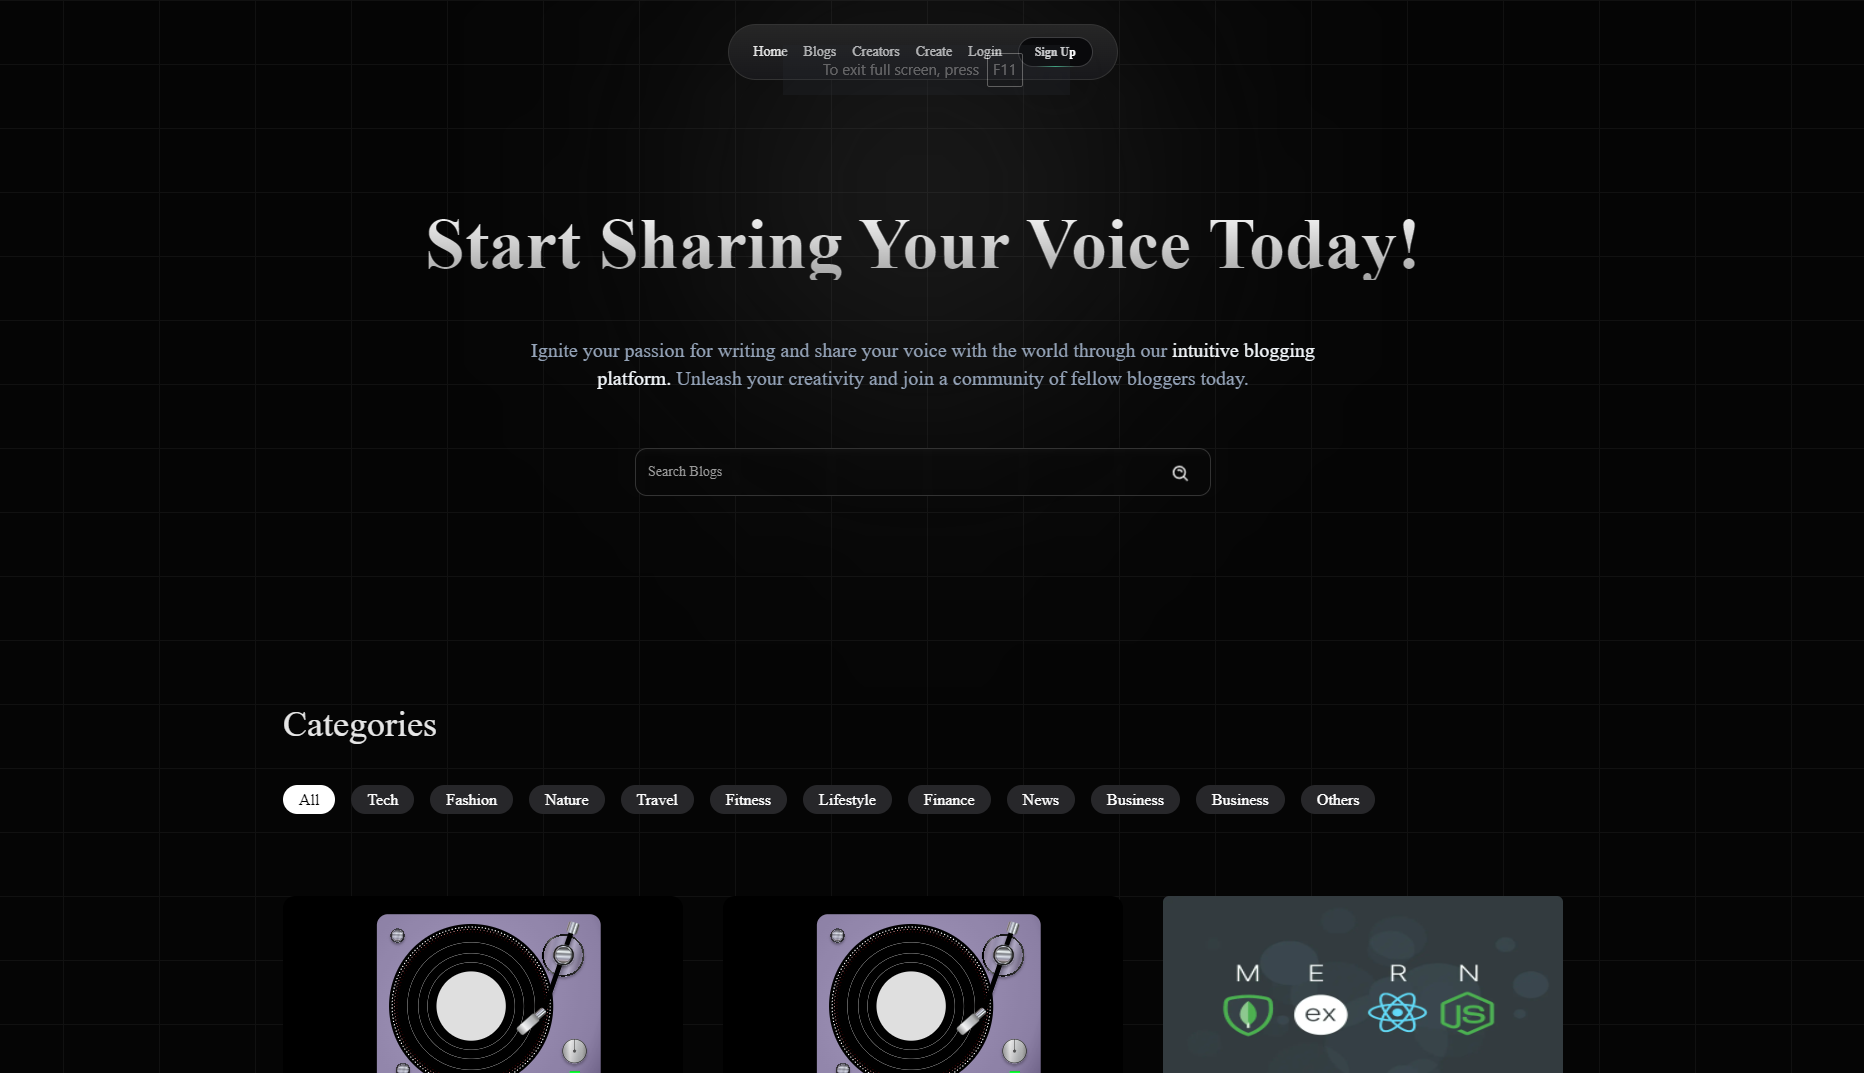 Home Blogs Creators Create Login Sign Up
To exit full screen, press F11
Start Sharing Your Voice Today!
Ignite your passion for writing and share your voice with the world through our intuitive blogging
platform. Unleash your creativity and join a community of fellow bloggers today.
Search Blogs
Categories
All Tech Fashion Nature Travel Fitness Lifestyle Finance News Business Business Others
M E R N
ex JS